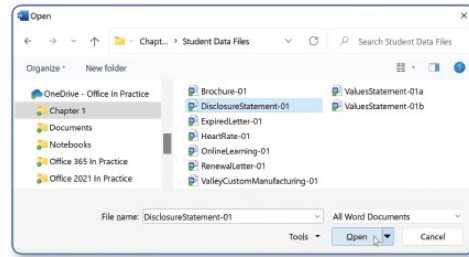 Open
Chapt... > Student Data Files
Search Student Data Files
Organize
New folder
OneDrive - Office In Practice
Chapter 1
Documents
Notebooks
Office 365 In Practice
Office 2021 In Practice
Brochure-01
DisclosureStatement-01
ExpiredLetter-01
HeartRate-01
OnlineLearning-01
RenewalLetter-01
ValleyCustomManufacturing-01
ValuesStatement-01a
ValuesStatement-01b
File name: DisclosureStatement-01
All Word Documents
Tools
Open
Cancel